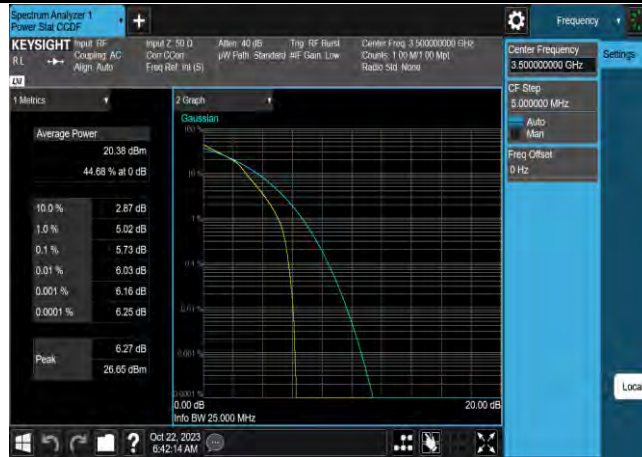 Spectrum Analyzer 1
Power Stat CCDF
+
Frequency
KEYSIGHT
Input: RF
Input Z: 50 Ω
Atten: 40 dB
Trig: RF Burst
Center Freq: 3.500000000 GHz
R L
Coupling: AC
Corr CCorr
µW Path: Standard
#IF Gain: Low
Counts: 1.00 M/1.00 Mpt
Align: Auto
Freq Ref: Int (S)
Radio Std: None
LM
Center Frequency
3.500000000 GHz
Settings
CF Step
5.000000 MHz
Auto
Man
Freq Offset
0 Hz
1 Metrics
Average Power
20.38 dBm
44.68 % at 0 dB
10.0 % 2.87 dB
1.0 % 5.02 dB
0.1 % 5.73 dB
0.01 % 6.03 dB
0.001 % 6.16 dB
0.0001 % 6.25 dB
Peak
6.27 dB
26.65 dBm
2 Graph
Gaussian
100 %
10 %
1 %
0.1 %
0.01 %
0.001 %
0.0001 %
0.00 dB
20.00 dB
Info BW 25.000 MHz
Local
?
Oct 22, 2023
6:42:14 AM